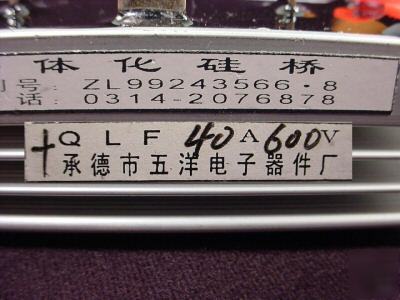 体化硅桥
号: ZL99243566.8
话: 0314-2076878
+ QLF 40A 600V
承德市五洋电子器件厂